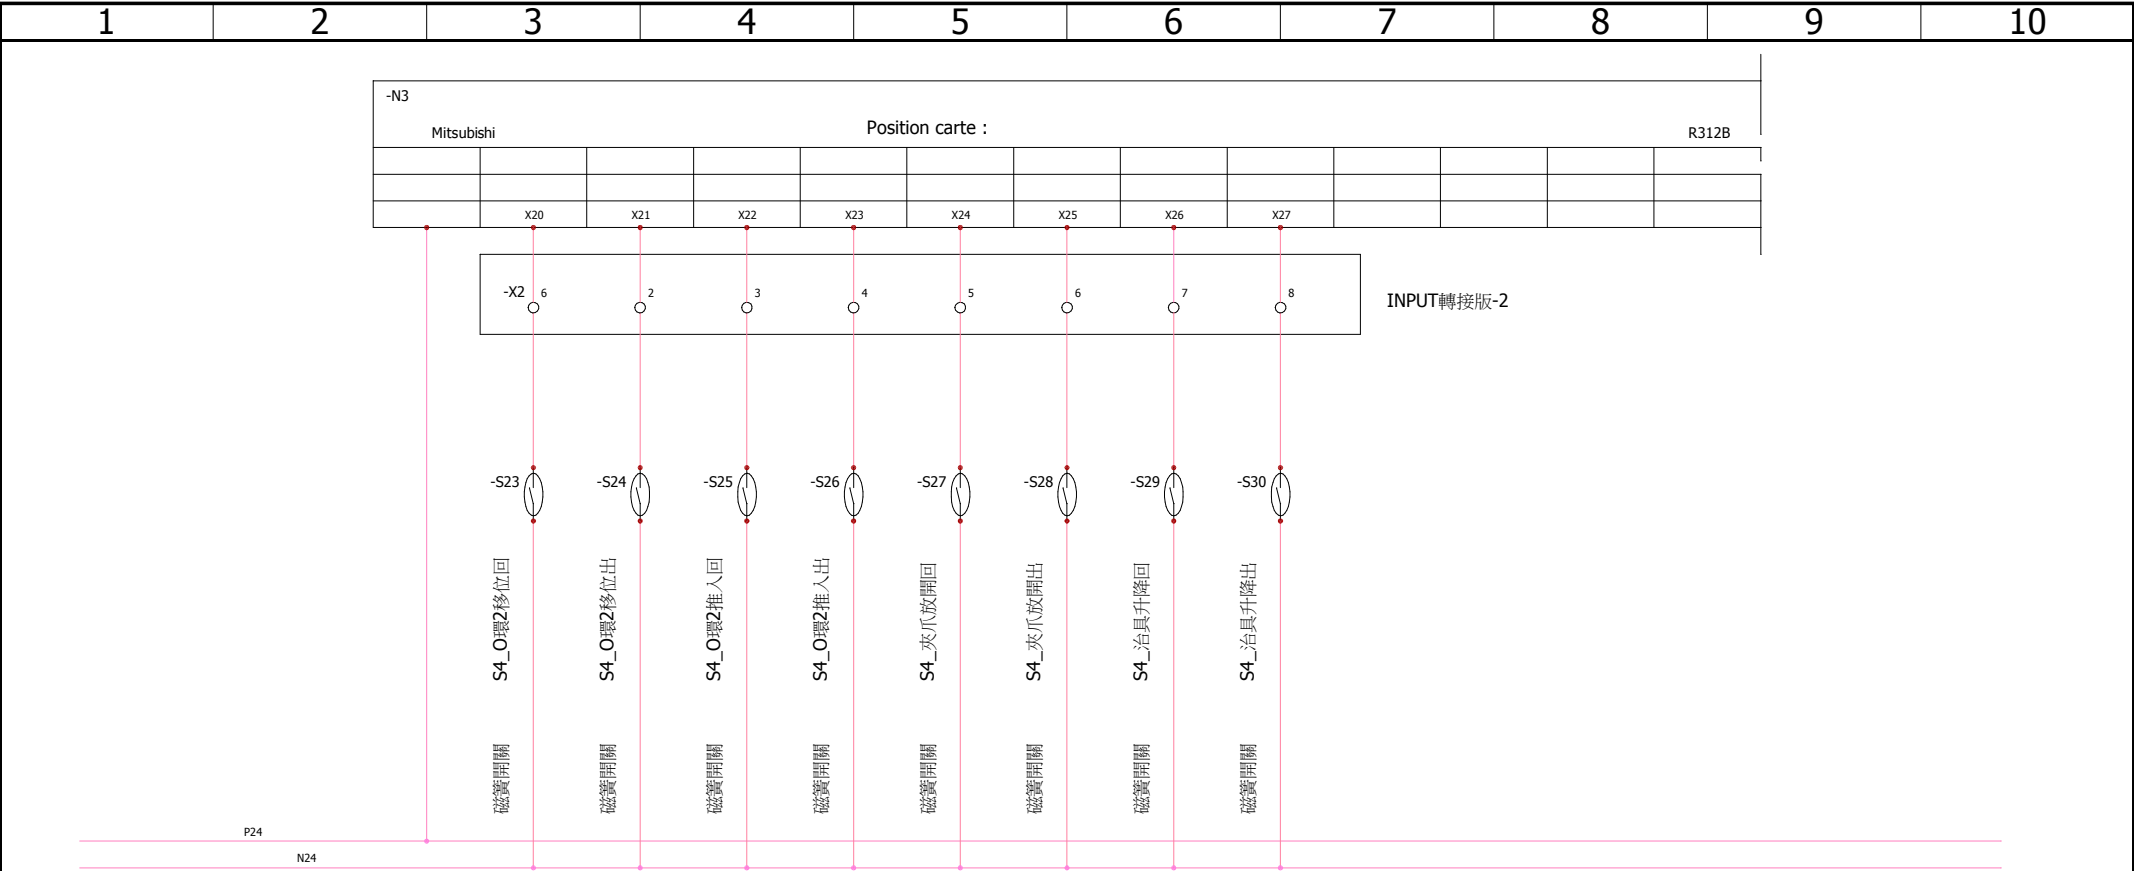 1 2 3 4 5 6 7 8 9 10
-N3
Mitsubishi Position carte : R312B
X20 X21 X22 X23 X24 X25 X26 X27
-X2 6 2 3 4 5 6 7 8
INPUT轉接版-2
-S23 -S24 -S25 -S26 -S27 -S28 -S29 -S30
磁簧開關 S4_O環2移位回
磁簧開關 S4_O環2移位出
磁簧開關 S4_O環2推入回
磁簧開關 S4_O環2推入出
磁簧開關 S4_夾爪放開回
磁簧開關 S4_夾爪放開出
磁簧開關 S4_治具升降回
磁簧開關 S4_治具升降出
P24
N24